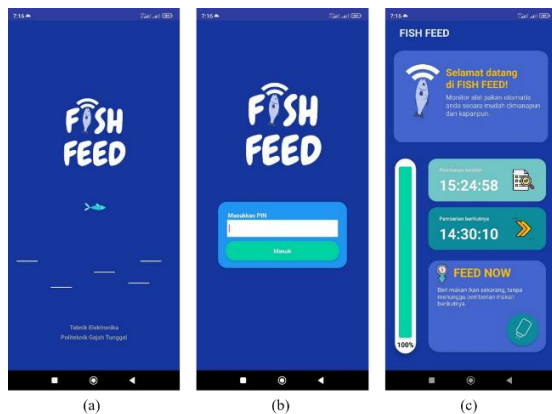 7:16
FISH
FEED
Teknik Elektronika
Politeknik Gajah Tunggal
(a)
7:16
FISH
FEED
Masukkan PIN
Masuk
(b)
7:16
FISH FEED
Selamat datang
di FISH FEED!
Monitor alat pakan otomatis
anda secara mudah dimanapun
dan kapanpun.
Pemberian terakhir
15:24:58
Pemberian berikutnya
14:30:10
FEED NOW
Beri makan ikan sekarang, tanpa
menunggu pemberian makan
berikutnya.
100%
(c)